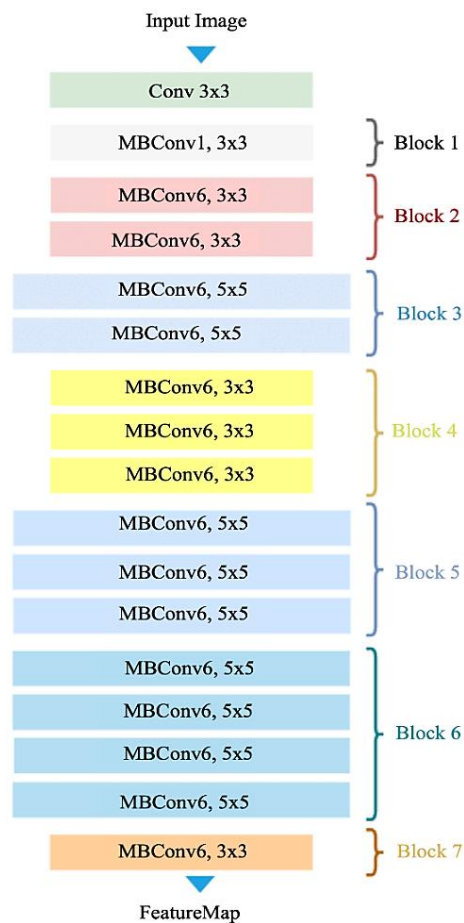 Input Image
Conv 3x3
MBConv1, 3x3
Block 1
MBConv6, 3x3
MBConv6, 3x3
Block 2
MBConv6, 5x5
MBConv6, 5x5
Block 3
MBConv6, 3x3
MBConv6, 3x3
MBConv6, 3x3
Block 4
MBConv6, 5x5
MBConv6, 5x5
MBConv6, 5x5
Block 5
MBConv6, 5x5
MBConv6, 5x5
MBConv6, 5x5
MBConv6, 5x5
Block 6
MBConv6, 3x3
Block 7
FeatureMap